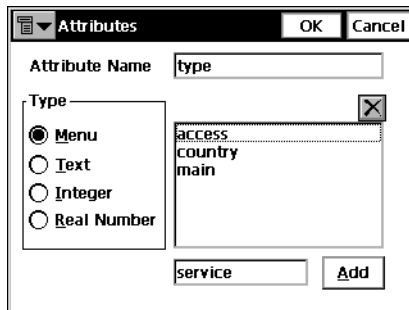 Attributes OK Cancel
Attribute Name type
Type
Menu
Text
Integer
Real Number
access
country
main
service Add